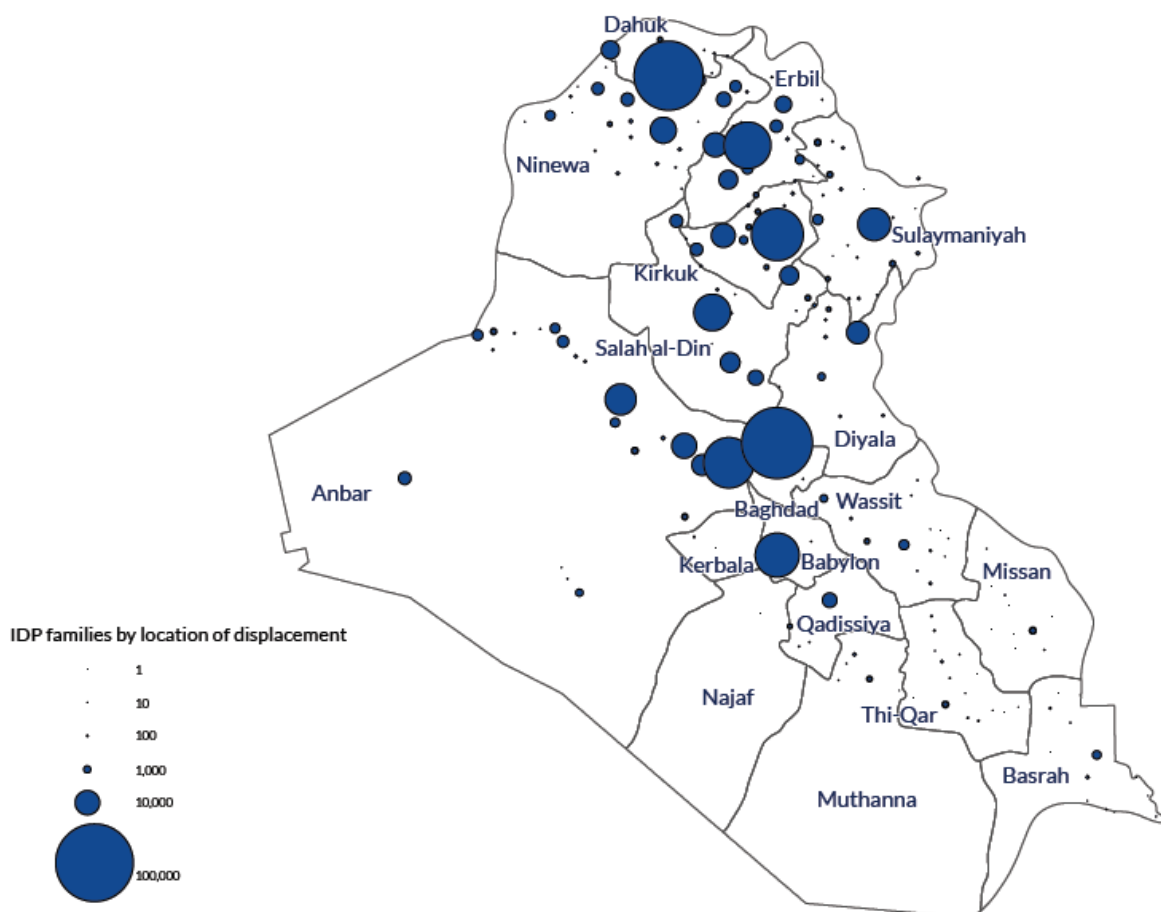 Dahuk
Erbil
Ninewa
Sulaymaniyah
Kirkuk
Salah al-Din
Diyala
Anbar
Wassit
Baghdad
Kerbala
Babylon
Missan
Qadissiya
Najaf
Thi-Qar
Basrah
Muthanna
IDP families by location of displacement
1
10
100
1,000
10,000
100,000